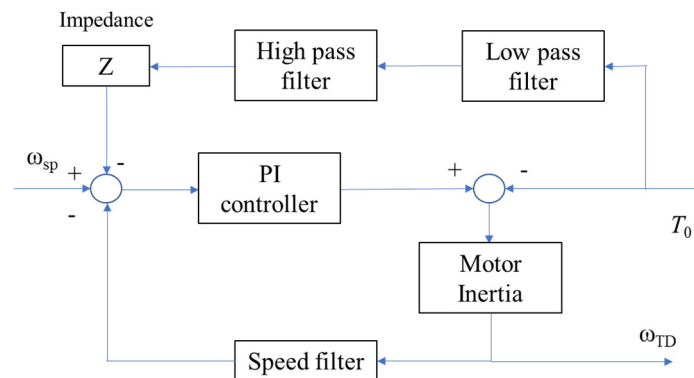 Impedance
Z
High pass
filter
Low pass
filter
ωsp
+
-
-
PI
controller
+
-
T0
Motor
Inertia
ωTD
Speed filter